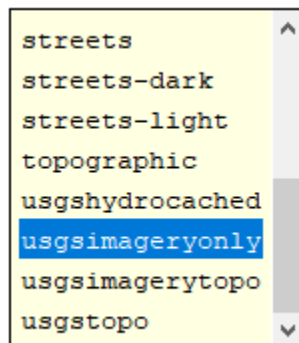 streets
streets-dark
streets-light
topographic
usgshydrocached
usgsimageryonly
usgsimagerytopo
usgstopo